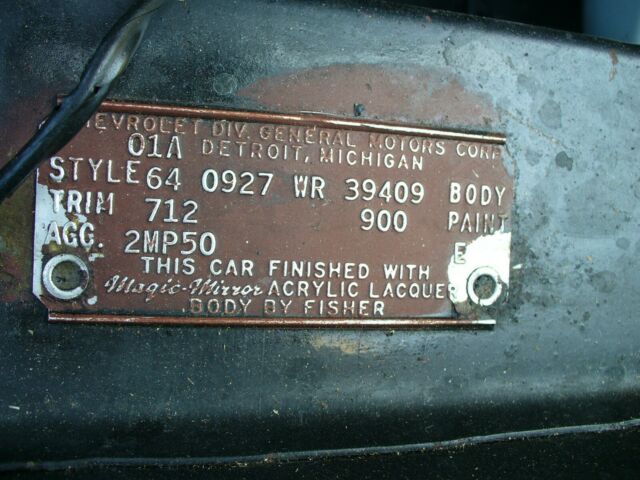 CHEVROLET DIV. GENERAL MOTORS CORP
01A DETROIT, MICHIGAN
STYLE 64 0927 WR 39409 BODY
TRIM 712 900 PAINT
ACC. 2MP50 E
THIS CAR FINISHED WITH
Magic-Mirror ACRYLIC LACQUER
BODY BY FISHER